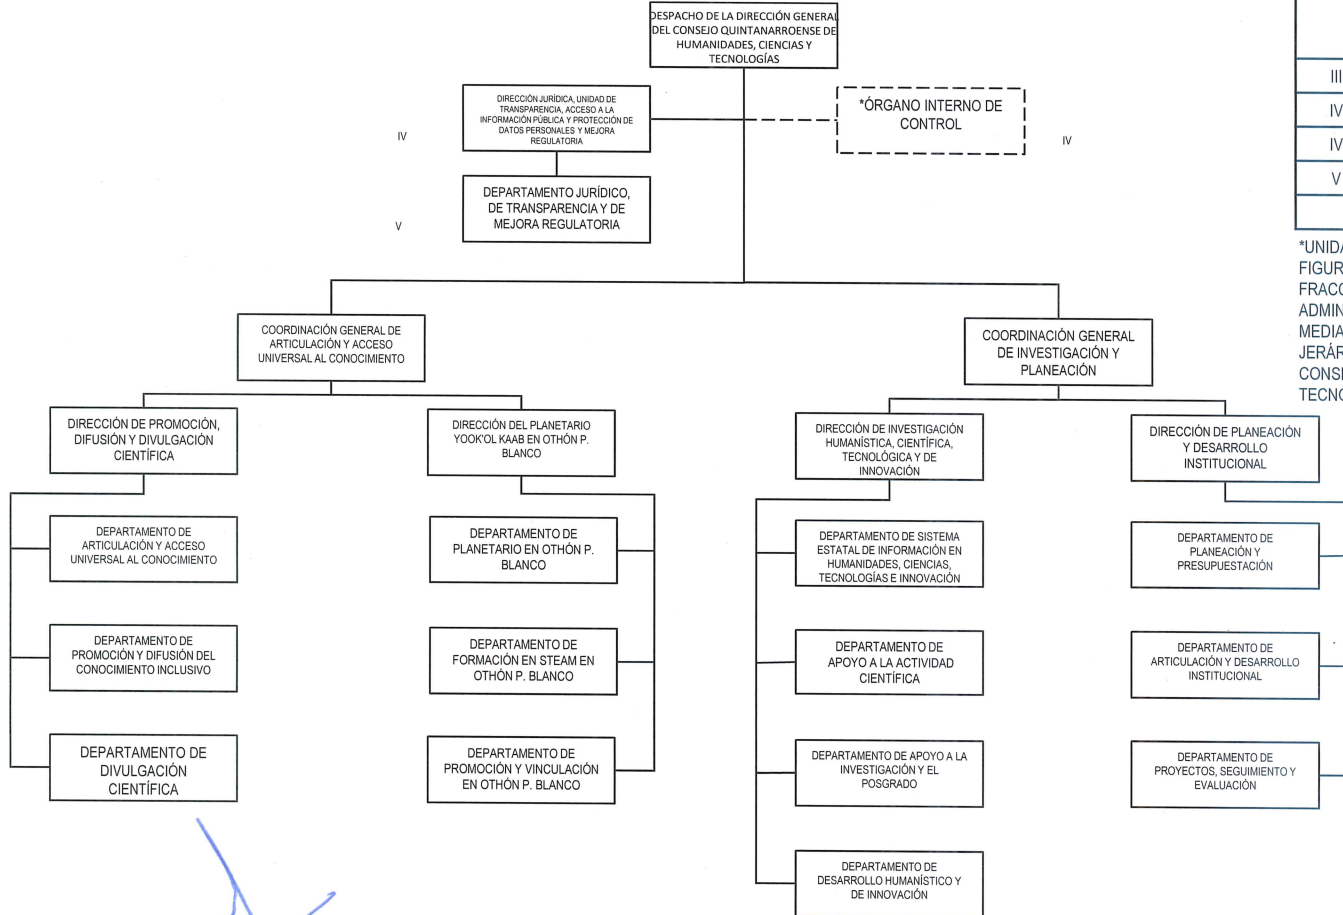 DESPACHO DE LA DIRECCIÓN GENERAL
DEL CONSEJO QUINTANARROENSE DE
HUMANIDADES, CIENCIAS Y
TECNOLOGÍAS
DIRECCIÓN JURÍDICA, UNIDAD DE
TRANSPARENCIA, ACCESO A LA
INFORMACIÓN PÚBLICA Y PROTECCIÓN DE
DATOS PERSONALES Y MEJORA
REGULATORIA
IV
*ÓRGANO INTERNO DE
CONTROL
IV
DEPARTAMENTO JURÍDICO,
DE TRANSPARENCIA Y DE
MEJORA REGULATORIA
V
III
IV
IV
V
COORDINACIÓN GENERAL DE
ARTICULACIÓN Y ACCESO
UNIVERSAL AL CONOCIMIENTO
COORDINACIÓN GENERAL
DE INVESTIGACIÓN Y
PLANEACIÓN
DIRECCIÓN DE PROMOCIÓN,
DIFUSIÓN Y DIVULGACIÓN
CIENTÍFICA
DIRECCIÓN DEL PLANETARIO
YOOK'OL KAAB EN OTHÓN P.
BLANCO
DIRECCIÓN DE INVESTIGACIÓN
HUMANÍSTICA, CIENTÍFICA,
TECNOLÓGICA Y DE
INNOVACIÓN
DIRECCIÓN DE PLANEACIÓN
Y DESARROLLO
INSTITUCIONAL
DEPARTAMENTO DE
ARTICULACIÓN Y ACCESO
UNIVERSAL AL CONOCIMIENTO
DEPARTAMENTO DE
PLANETARIO EN OTHÓN P.
BLANCO
DEPARTAMENTO DE SISTEMA
ESTATAL DE INFORMACIÓN EN
HUMANIDADES, CIENCIAS,
TECNOLOGÍAS E INNOVACIÓN
DEPARTAMENTO DE
PLANEACIÓN Y
PRESUPUESTACIÓN
DEPARTAMENTO DE
PROMOCIÓN Y DIFUSIÓN DEL
CONOCIMIENTO INCLUSIVO
DEPARTAMENTO DE
FORMACIÓN EN STEAM EN
OTHÓN P. BLANCO
DEPARTAMENTO DE
APOYO A LA ACTIVIDAD
CIENTÍFICA
DEPARTAMENTO DE
ARTICULACIÓN Y DESARROLLO
INSTITUCIONAL
DEPARTAMENTO DE
DIVULGACIÓN
CIENTÍFICA
DEPARTAMENTO DE
PROMOCIÓN Y VINCULACIÓN
EN OTHÓN P. BLANCO
DEPARTAMENTO DE APOYO A LA
INVESTIGACIÓN Y EL
POSGRADO
DEPARTAMENTO DE
PROYECTOS, SEGUIMIENTO Y
EVALUACIÓN
DEPARTAMENTO DE
DESARROLLO HUMANÍSTICO Y
DE INNOVACIÓN